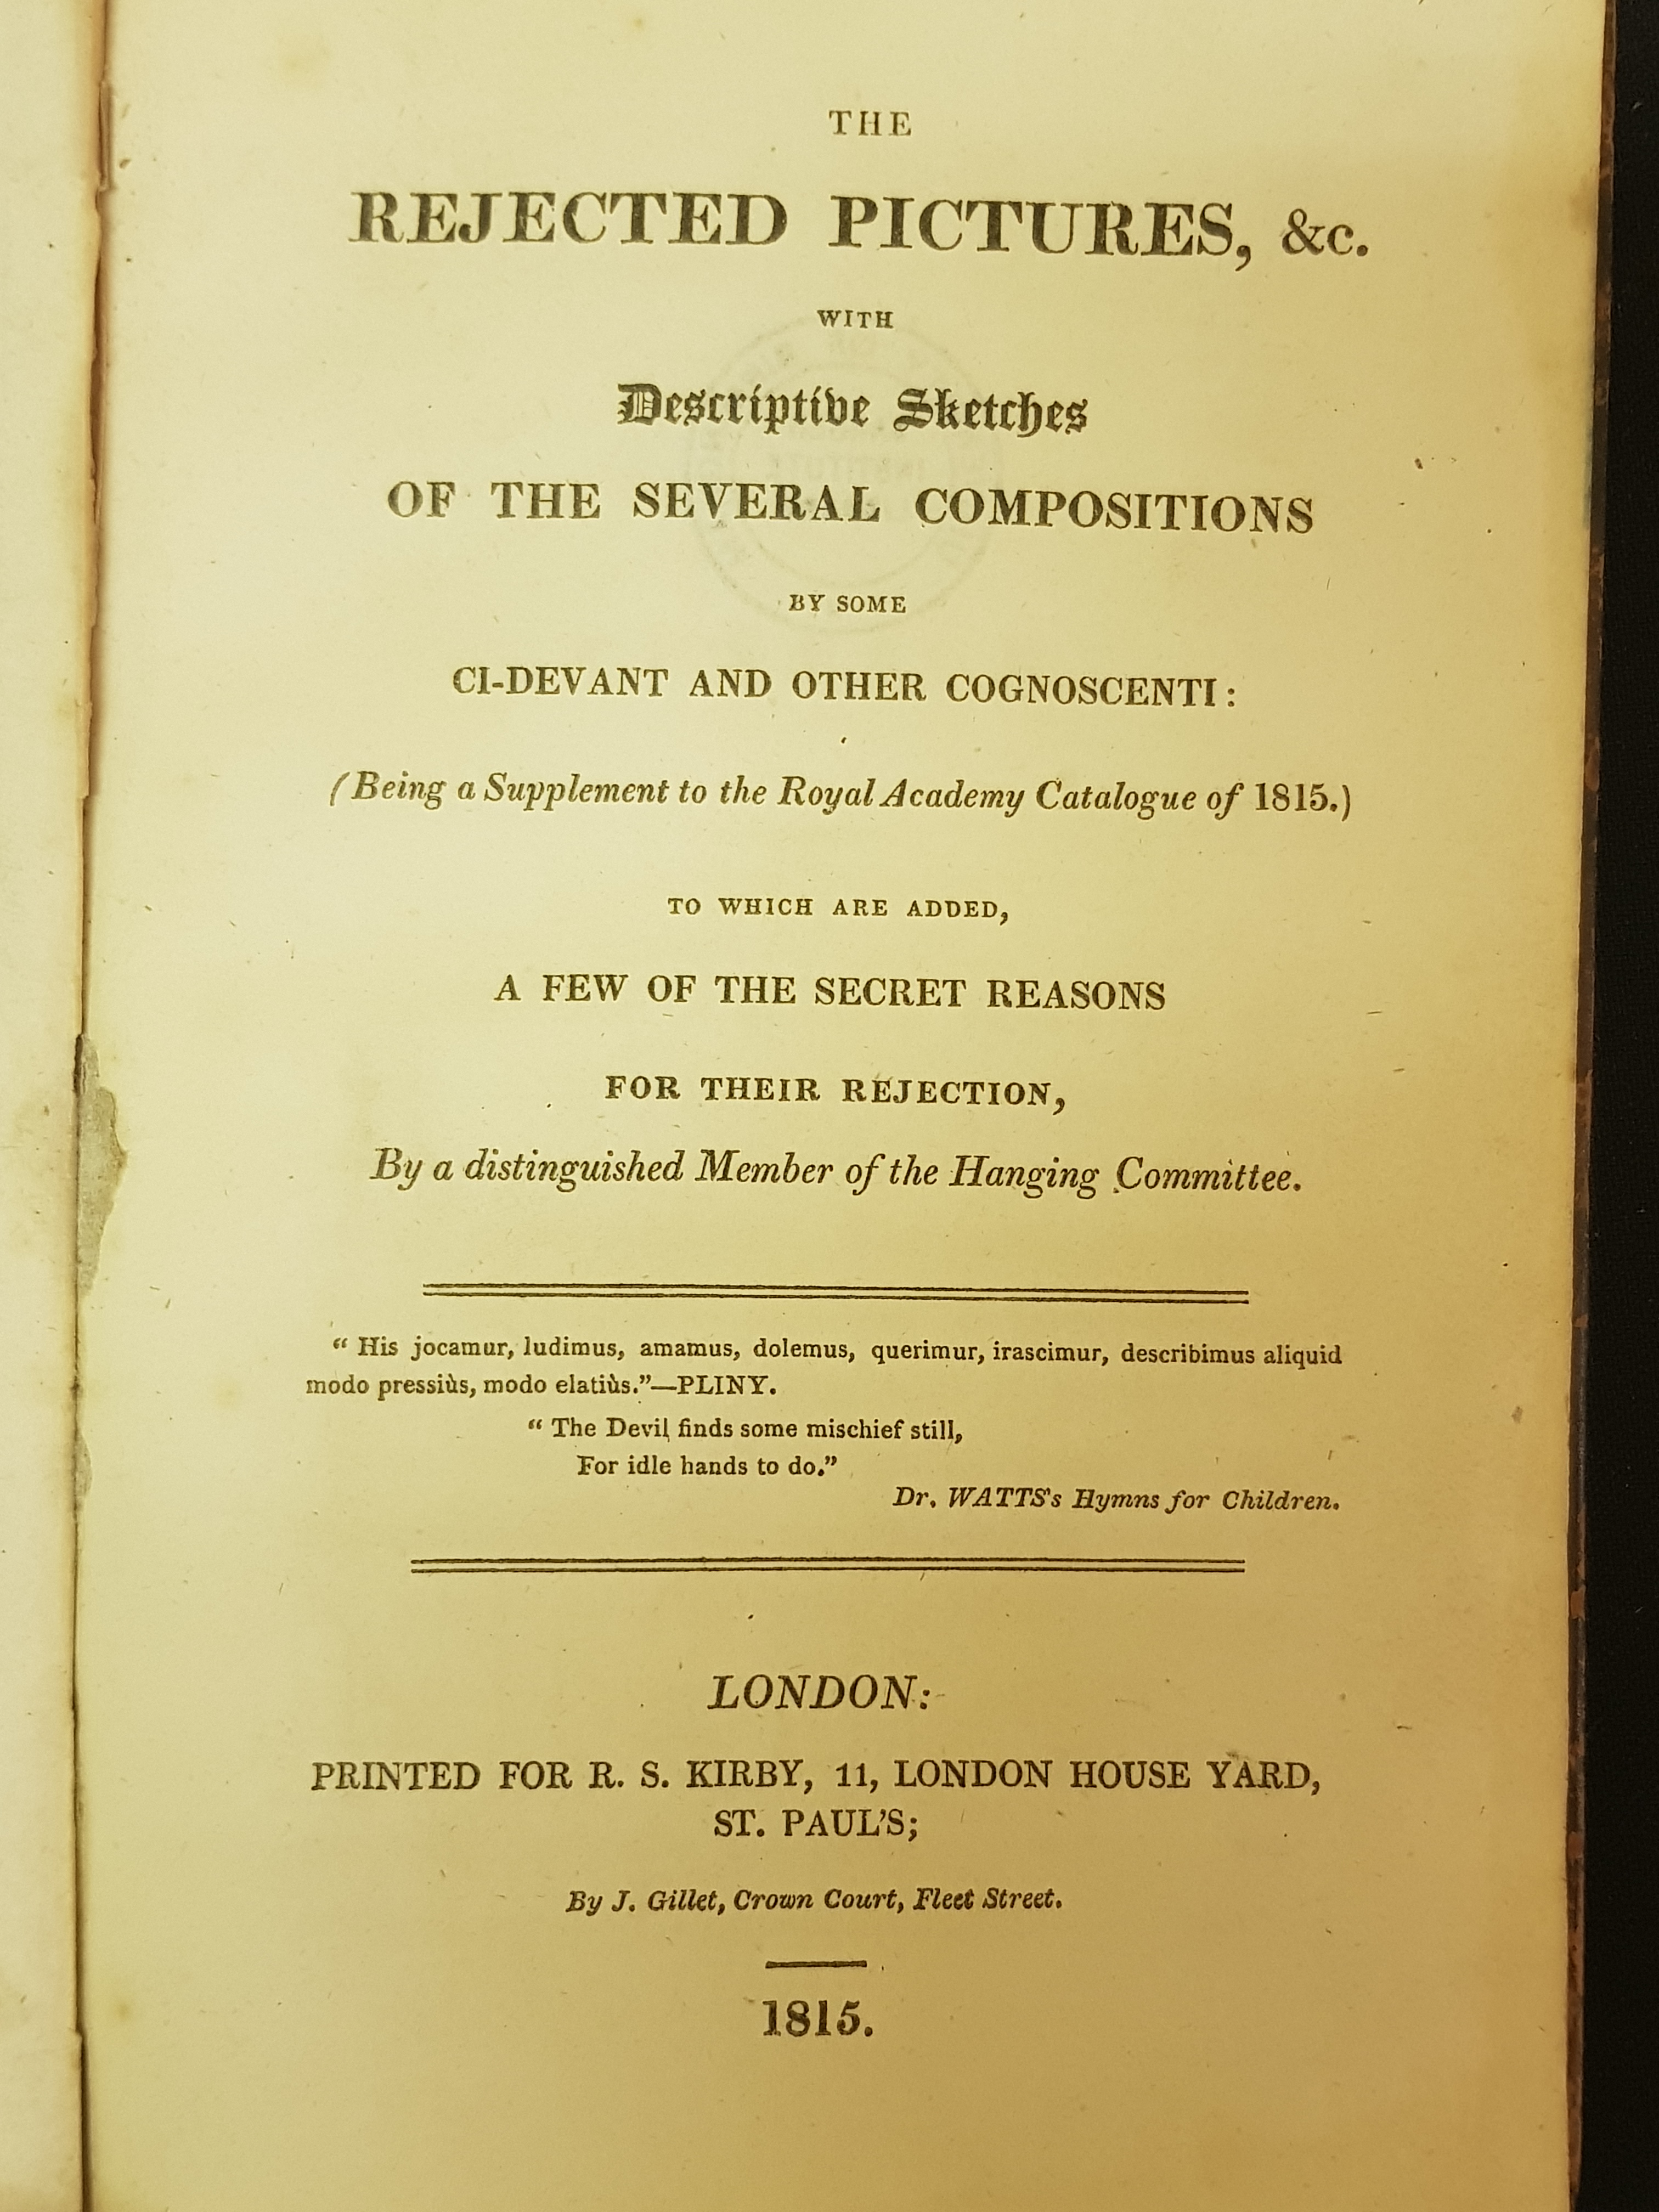 THE
REJECTED PICTURES, &c.
WITH
Descriptive Sketches
OF THE SEVERAL COMPOSITIONS
BY SOME
CI-DEVANT AND OTHER COGNOSCENTI:
(Being a Supplement to the Royal Academy Catalogue of 1815.)
TO WHICH ARE ADDED,
A FEW OF THE SECRET REASONS
FOR THEIR REJECTION,
By a distinguished Member of the Hanging Committee.
“ His jocamur, ludimus, amamus, dolemus, querimur, irascimur, describimus aliquid
modo pressiùs, modo elatiùs.”—PLINY.
“ The Devil finds some mischief still,
For idle hands to do.”
Dr. WATTS's Hymns for Children.
LONDON:
PRINTED FOR R. S. KIRBY, 11, LONDON HOUSE YARD,
ST. PAUL'S;
By J. Gillet, Crown Court, Fleet Street.
1815.